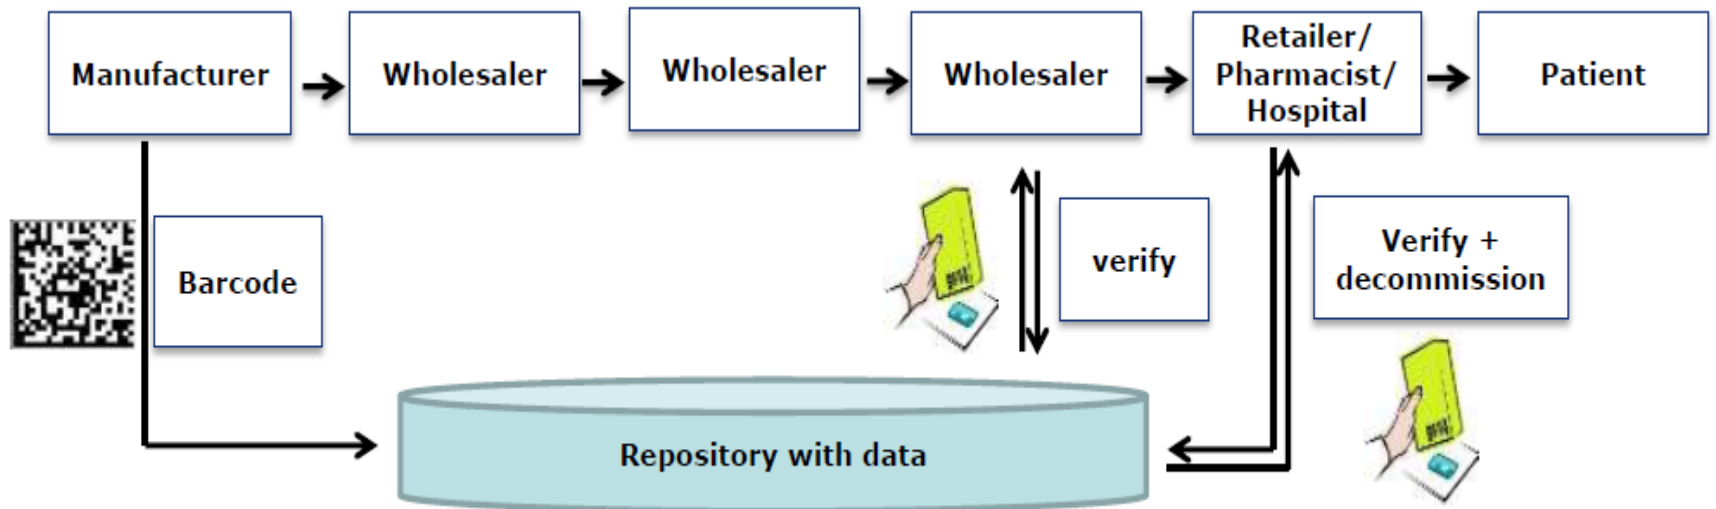 Manufacturer
Wholesaler
Wholesaler
Wholesaler
Retailer/
Pharmacist/
Hospital
Patient
Barcode
verify
Verify +
decommission
Repository with data